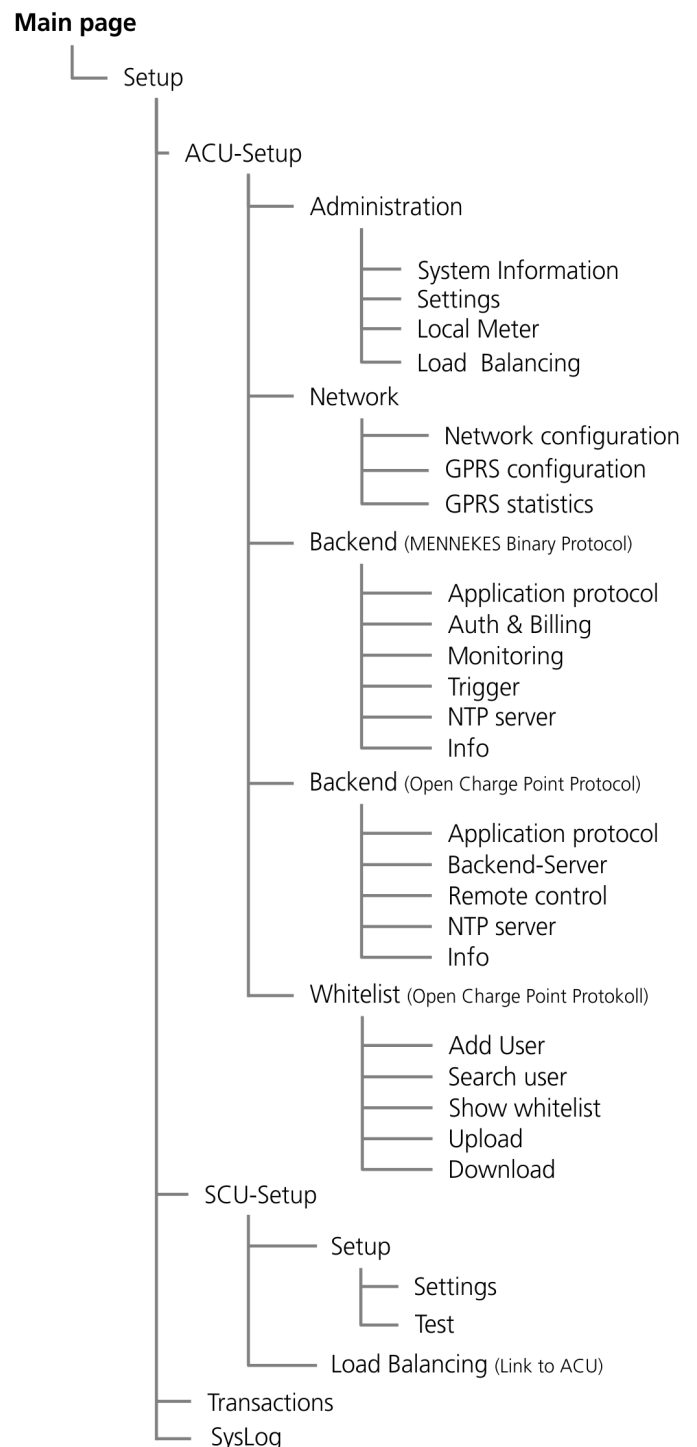 Main page
Setup
ACU-Setup
Administration
System Information
Settings
Local Meter
Load Balancing
Network
Network configuration
GPRS configuration
GPRS statistics
Backend (MENNEKES Binary Protocol)
Application protocol
Auth & Billing
Monitoring
Trigger
NTP server
Info
Backend (Open Charge Point Protocol)
Application protocol
Backend-Server
Remote control
NTP server
Info
Whitelist (Open Charge Point Protokoll)
Add User
Search user
Show whitelist
Upload
Download
SCU-Setup
Setup
Settings
Test
Load Balancing (Link to ACU)
Transactions
SysLog